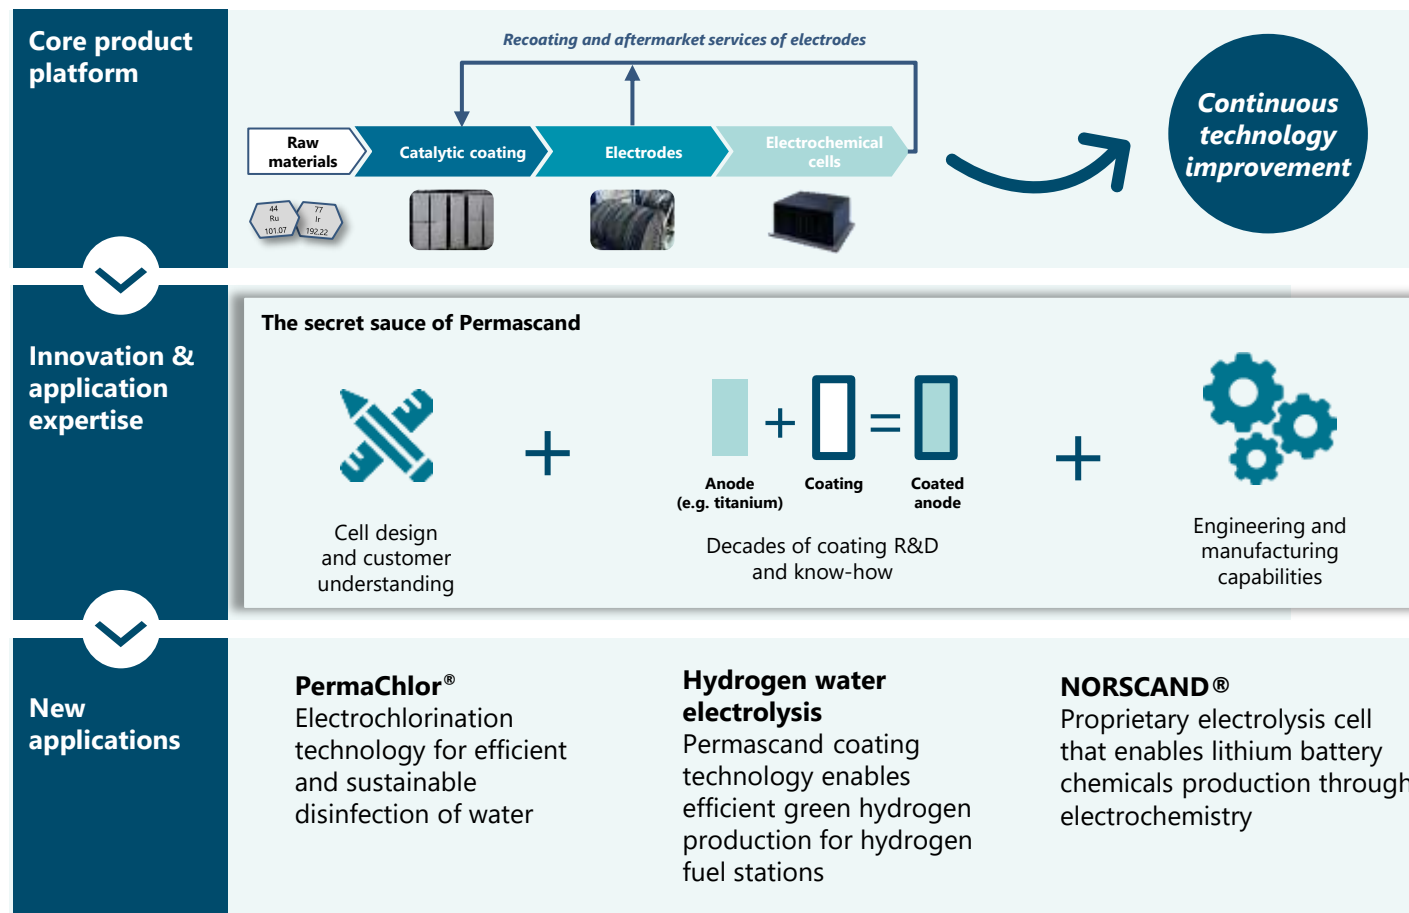 Core product
platform
Recoating and aftermarket services of electrodes
Raw
materials
Catalytic coating
Electrodes
Electrochemical
cells
44
Ru
101.07
77
Ir
192.22
Continuous
technology
improvement
Innovation &
application
expertise
The secret sauce of Permascand
Cell design
and customer
understanding
+
+
=
Anode
(e.g. titanium)
Coating
Coated
anode
Decades of coating R&D
and know-how
+
Engineering and
manufacturing
capabilities
New
applications
PermaChlor®
Electrochlorination
technology for efficient
and sustainable
disinfection of water
Hydrogen water
electrolysis
Permascand coating
technology enables
efficient green hydrogen
production for hydrogen
fuel stations
NORSCAND®
Proprietary electrolysis cell
that enables lithium battery
chemicals production through
electrochemistry